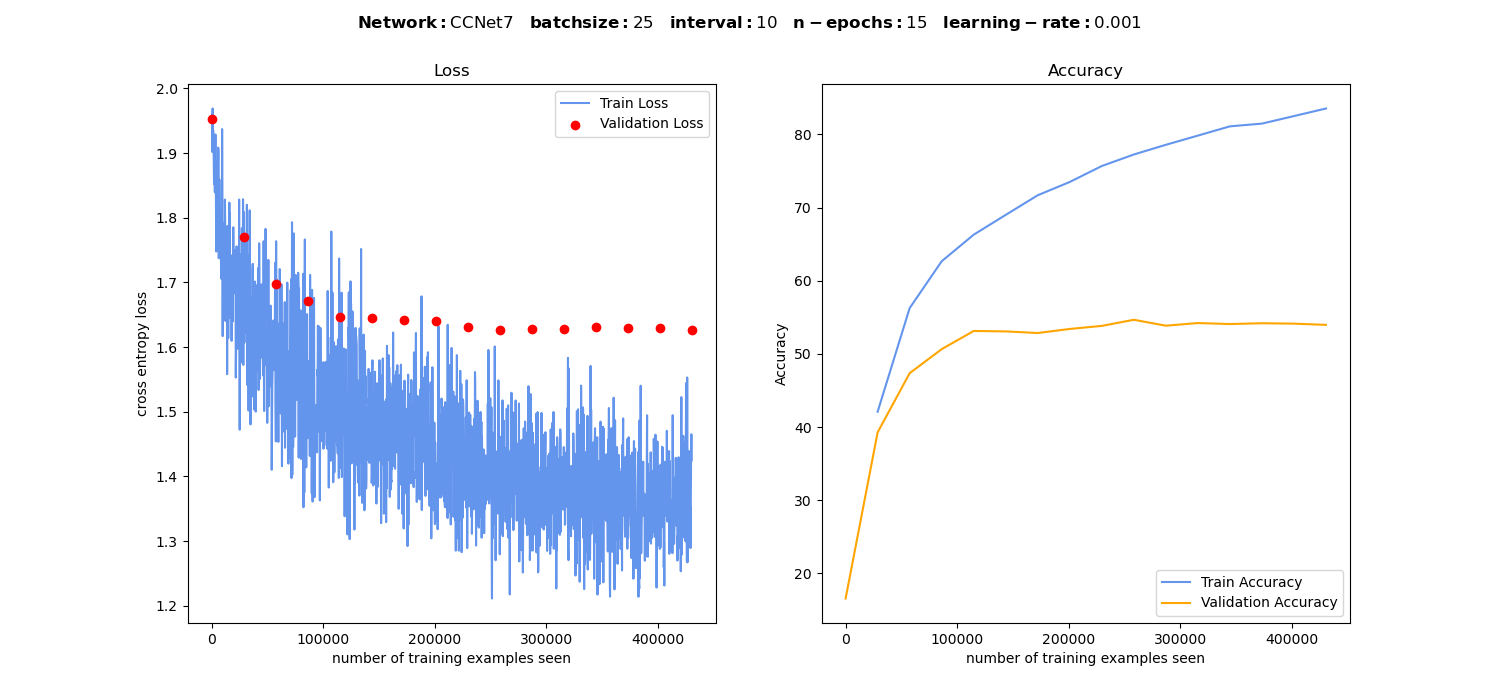 Network: CCNet7 batchsize: 25 interval: 10 n−epochs: 15 learning−rate: 0.001
Loss
2.0
1.9
1.8
1.7
1.6
1.5
1.4
1.3
1.2
cross entropy loss
Train Loss
Validation Loss
0 100000 200000 300000 400000
number of training examples seen
Accuracy
80
70
60
50
40
30
20
Accuracy
Train Accuracy
Validation Accuracy
0 100000 200000 300000 400000
number of training examples seen